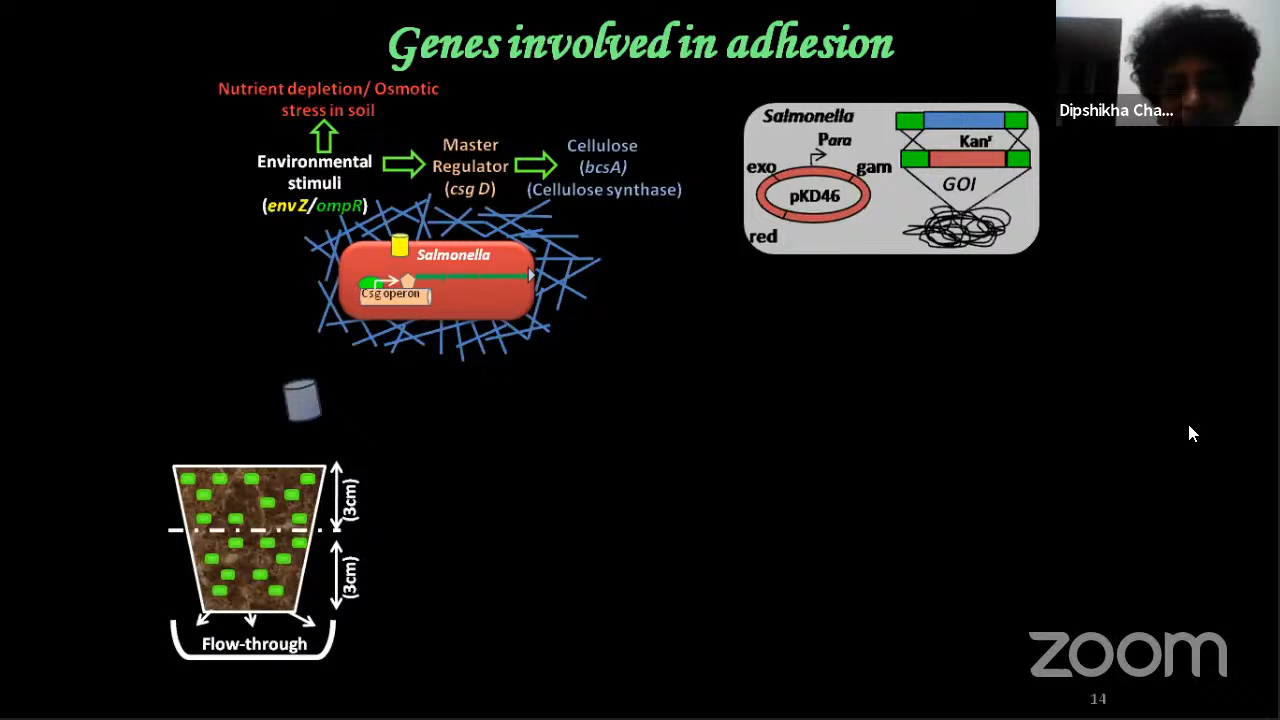 Genes involved in adhesion
Dipshikha Cha...
Nutrient depletion/ Osmotic
stress in soil
Environmental
stimuli
(envZ/ompR)
Master
Regulator
(csg D)
Cellulose
(bcsA)
(Cellulose synthase)
Salmonella
Csg operon
Salmonella
Para
exo
gam
pKD46
red
Kanʳ
GOI
(3cm)
(3cm)
Flow-through
zoom
14